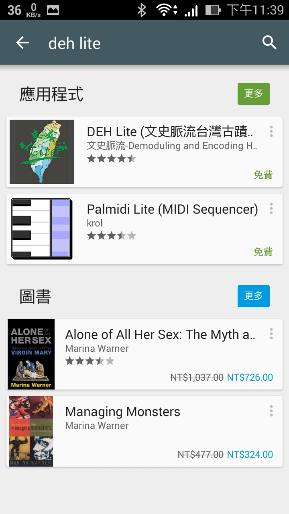 36 0 KB/s 下午11:39
deh lite
應用程式 更多
DEH Lite (文史脈流台灣古蹟..
文史脈流-Demoduling and Encoding H..
免費
Palmidi Lite (MIDI Sequencer)
krol
免費
圖書 更多
ALONE OF ALL HER SEX
VIRGIN MARY
Marina Warner
Alone of All Her Sex: The Myth a..
Marina Warner
NT$1,037.00 NT$726.00
Managing Monsters
Marina Warner
NT$477.00 NT$324.00